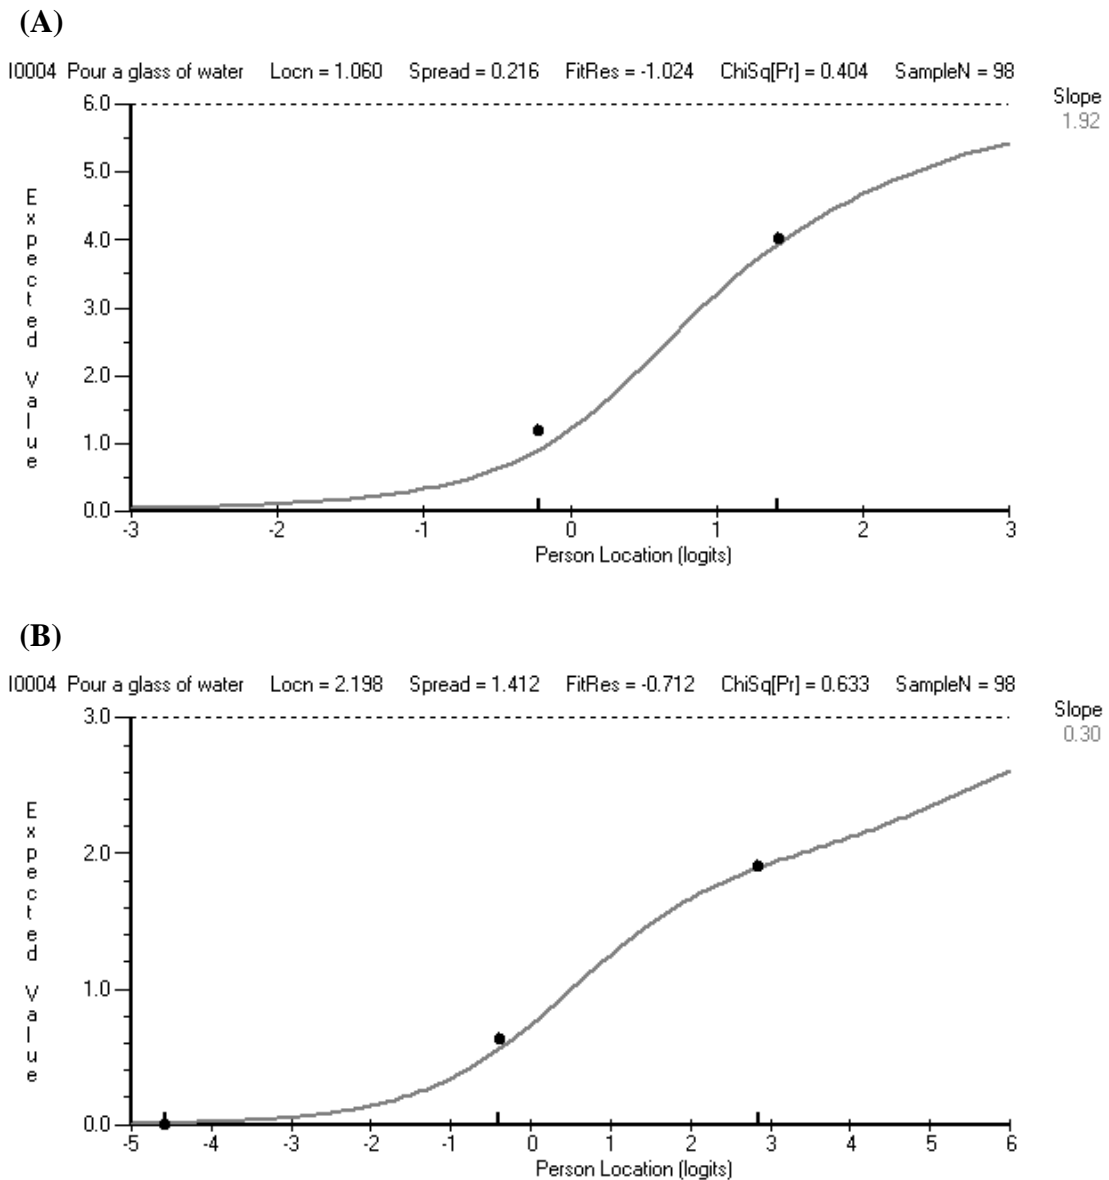 (A)
I0004 Pour a glass of water Locn = 1.060 Spread = 0.216 FitRes = -1.024 ChiSq[Pr] = 0.404 SampleN = 98
Slope
1.92
6.0
5.0
4.0
3.0
2.0
1.0
0.0
Expected Value
-3 -2 -1 0 1 2 3
Person Location (logits)
(B)
I0004 Pour a glass of water Locn = 2.198 Spread = 1.412 FitRes = -0.712 ChiSq[Pr] = 0.633 SampleN = 98
Slope
0.30
3.0
2.0
1.0
0.0
Expected Value
-5 -4 -3 -2 -1 0 1 2 3 4 5 6
Person Location (logits)